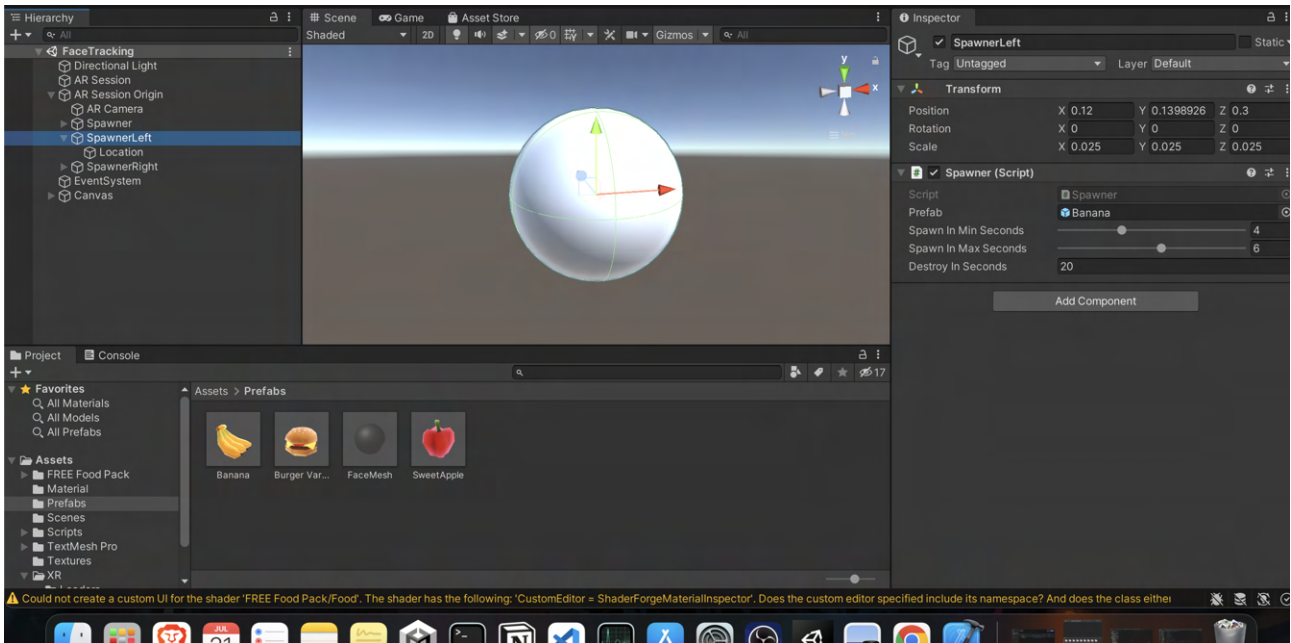 Hierarchy
All
FaceTracking
Directional Light
AR Session
AR Session Origin
AR Camera
Spawner
SpawnerLeft
Location
SpawnerRight
EventSystem
Canvas
Scene Game Asset Store
Shaded 2D 0 Gizmos All
y
x
Inspector
SpawnerLeft Static
Tag Untagged Layer Default
Transform
Position X 0.12 Y 0.1398926 Z 0.3
Rotation X 0 Y 0 Z 0
Scale X 0.025 Y 0.025 Z 0.025
Spawner (Script)
Script Spawner
Prefab Banana
Spawn In Min Seconds 4
Spawn In Max Seconds 6
Destroy In Seconds 20
Add Component
Project Console
17
Favorites
All Materials
All Models
All Prefabs
Assets
FREE Food Pack
Material
Prefabs
Scenes
Scripts
TextMesh Pro
Textures
XR
Assets > Prefabs
Banana Burger Var... FaceMesh SweetApple
Could not create a custom UI for the shader 'FREE Food Pack/Food'. The shader has the following: 'CustomEditor = ShaderForgeMaterialInspector'. Does the custom editor specified include its namespace? And does the class either
JUL